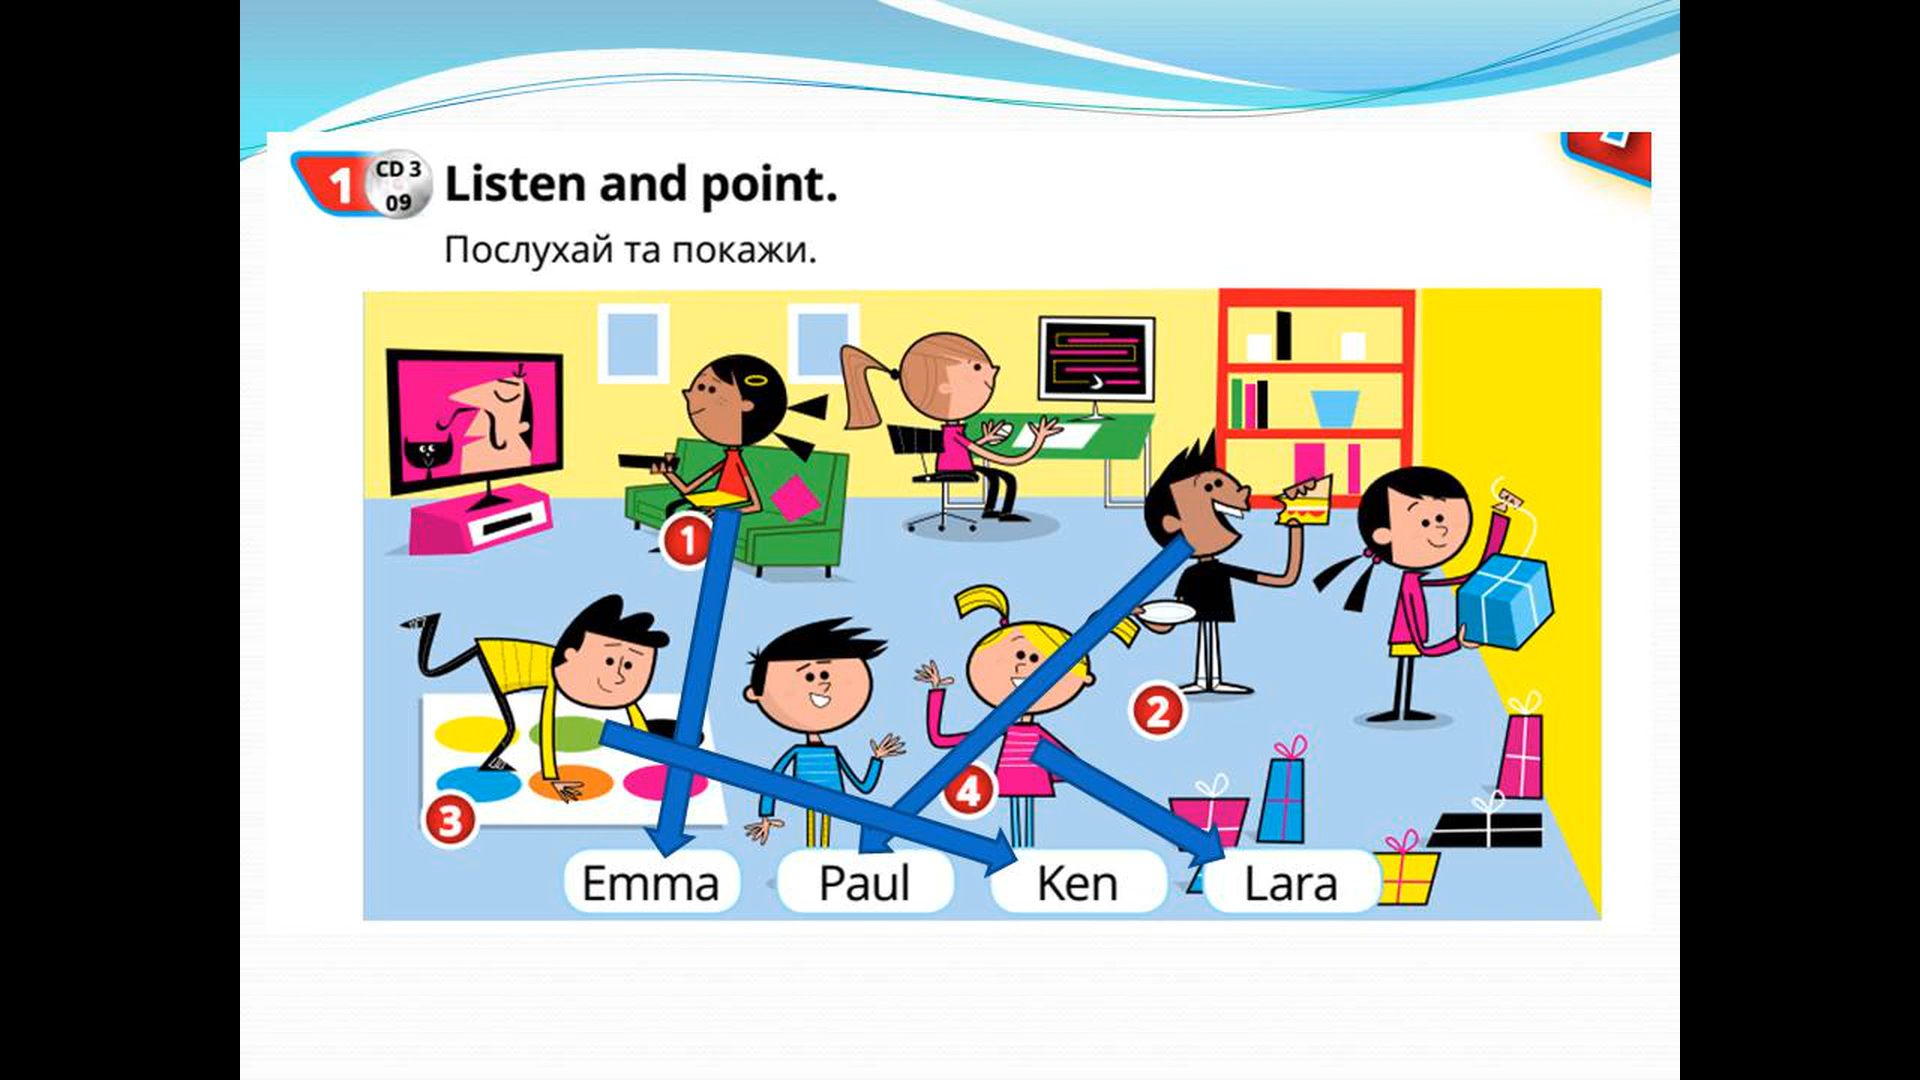 1 CD 3 09 Listen and point.
Послухай та покажи.
1
2
3
4
Emma Paul Ken Lara